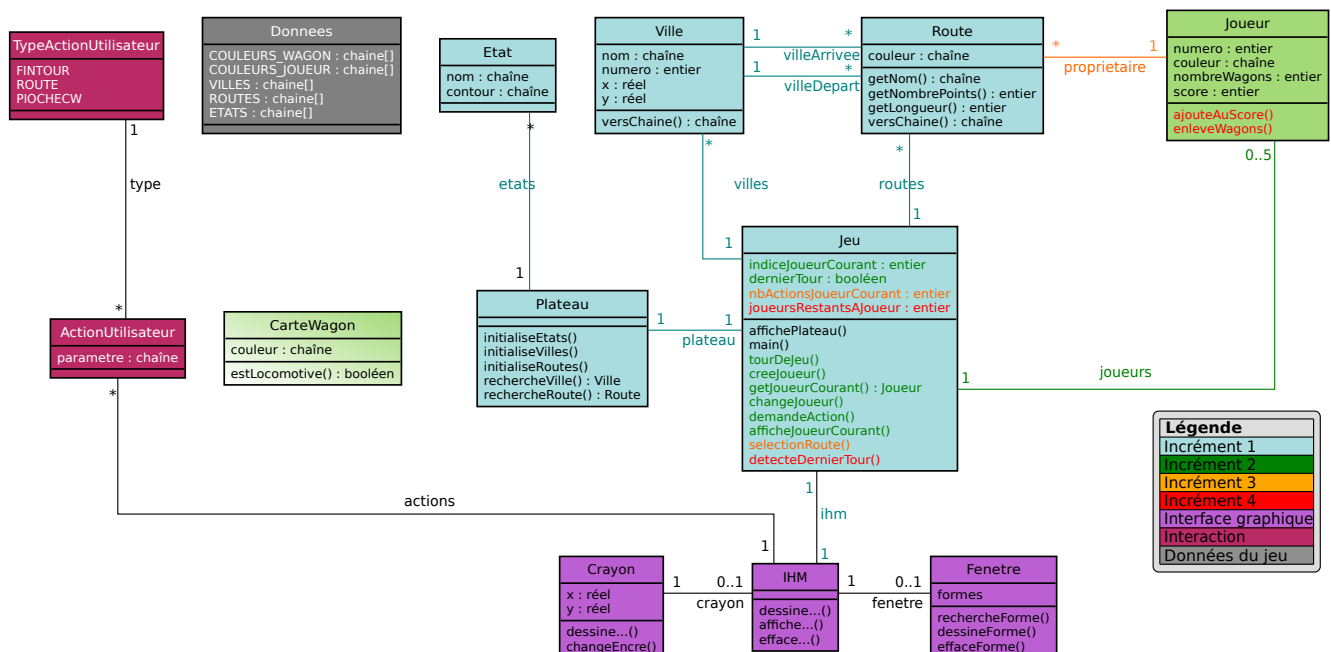 TypeActionUtilisateur
FINTOUR
ROUTE
PIOCHECW
1
type
*
Donnees
COULEURS_WAGON : chaine[]
COULEURS_JOUEUR : chaine[]
VILLES : chaine[]
ROUTES : chaine[]
ETATS : chaine[]
Etat
nom : chaîne
contour : chaîne
*
etats
1
Ville
nom : chaîne
numero : entier
x : réel
y : réel
versChaine() : chaîne
1
*
villeArrivee
1
*
villeDepart
*
villes
1
Route
couleur : chaîne
getNom() : chaîne
getNombrePoints() : entier
getLongueur() : entier
versChaine() : chaîne
*
routes
1
*
1
proprietaire
Joueur
numero : entier
couleur : chaîne
nombreWagons : entier
score : entier
ajouteAuScore()
enleveWagons()
0..5
joueurs
1
ActionUtilisateur
parametre : chaîne
*
CarteWagon
couleur : chaîne
estLocomotive() : booléen
Plateau
initialiseEtats()
initialiseVilles()
initialiseRoutes()
rechercheVille() : Ville
rechercheRoute() : Route
1
1
plateau
Jeu
indiceJoueurCourant : entier
dernierTour : booléen
nbActionsJoueurCourant : entier
joueursRestantsAJouer : entier
affichePlateau()
main()
tourDeJeu()
creeJoueur()
getJoueurCourant() : Joueur
changeJoueur()
demandeAction()
afficheJoueurCourant()
selectionRoute()
detecteDernierTour()
1
ihm
1
actions
1
Légende
Incrément 1
Incrément 2
Incrément 3
Incrément 4
Interface graphique
Interaction
Données du jeu
Crayon
x : réel
y : réel
dessine...()
changeEncre()
1
0..1
crayon
IHM
dessine...()
affiche...()
efface...()
1
0..1
fenetre
Fenetre
formes
rechercheForme()
dessineForme()
effaceForme()